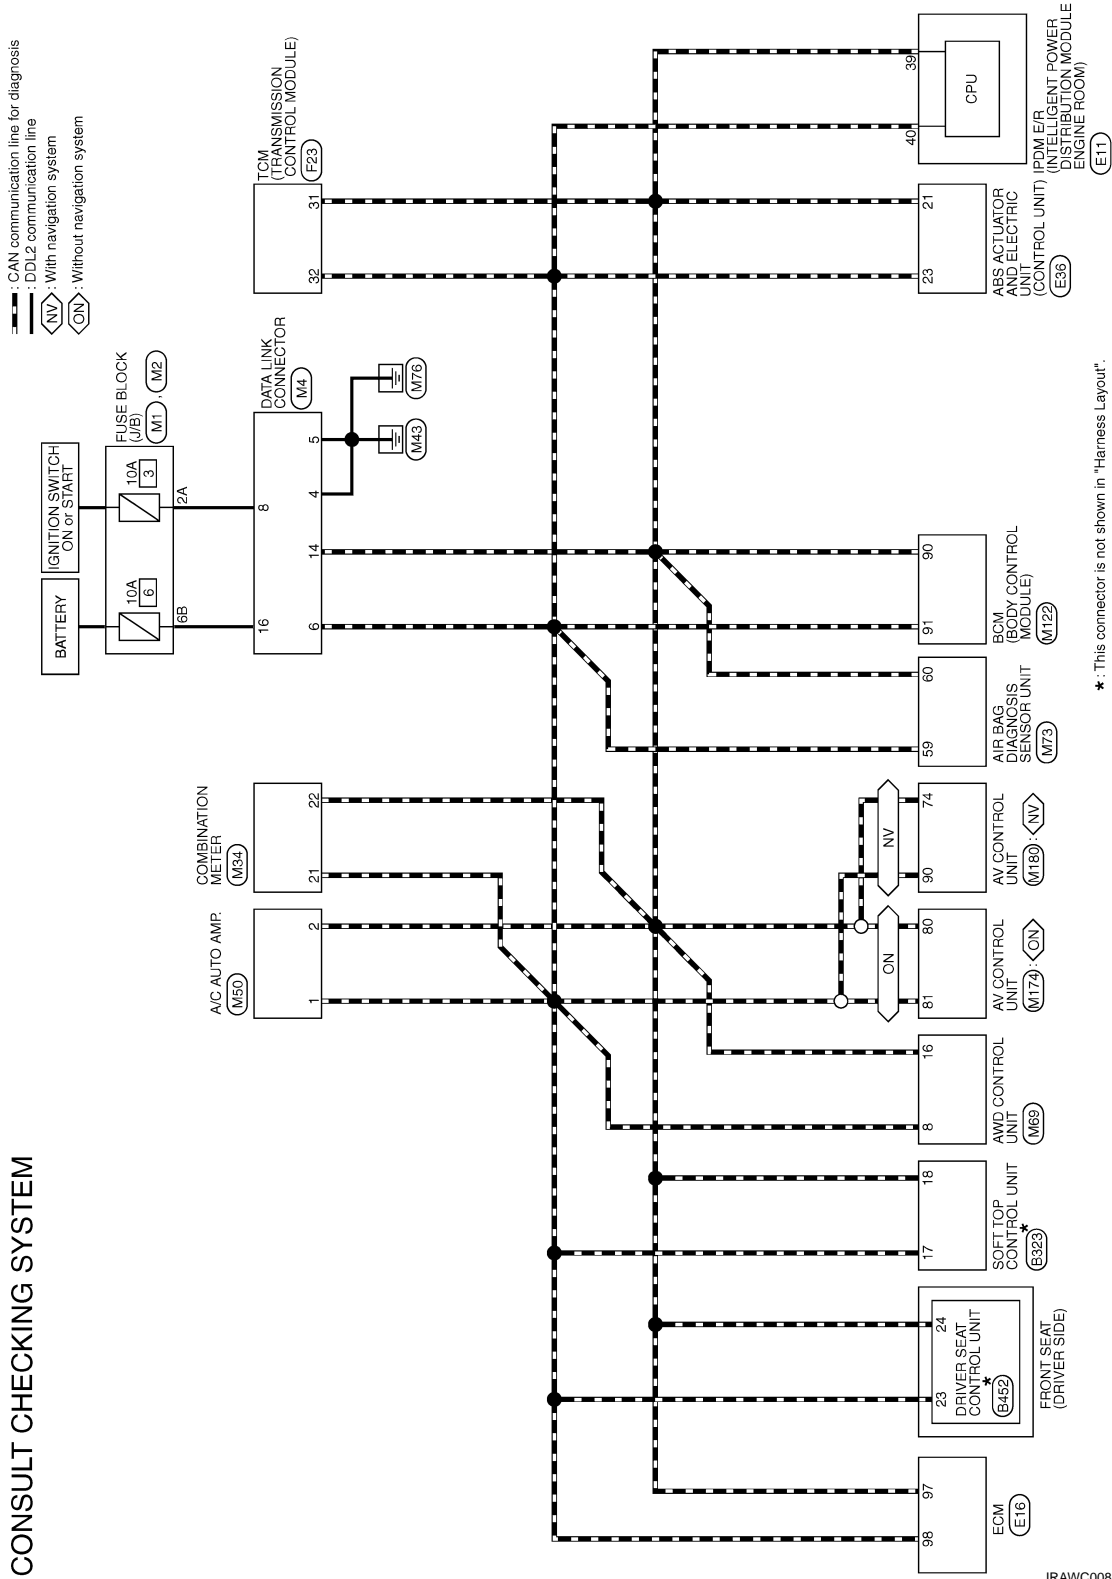 CONSULT CHECKING SYSTEM
: CAN communication line for diagnosis
: DDL2 communication line
NV : With navigation system
ON : Without navigation system
BATTERY
IGNITION SWITCH
ON or START
FUSE BLOCK
(J/B)
M1 , M2
10A
6
10A
3
6B
2A
A/C AUTO AMP.
M50
1
2
COMBINATION
METER
M34
21
22
DATA LINK
CONNECTOR
M4
16
8
6
14
4
5
M43
M76
TCM
(TRANSMISSION
CONTROL MODULE)
F23
32
31
98
97
ECM
E16
23
24
DRIVER SEAT
CONTROL UNIT
*
B452
FRONT SEAT
(DRIVER SIDE)
17
18
SOFT TOP
CONTROL UNIT
*
B323
8
16
AWD CONTROL
UNIT
M69
ON
81
80
AV CONTROL
UNIT
M174 : ON
NV
90
74
AV CONTROL
UNIT
M180 : NV
59
60
AIR BAG
DIAGNOSIS
SENSOR UNIT
M73
91
90
BCM
(BODY CONTROL
MODULE)
M122
23
21
ABS ACTUATOR
AND ELECTRIC
UNIT
(CONTROL UNIT)
E36
40
39
CPU
IPDM E/R
(INTELLIGENT POWER
DISTRIBUTION MODULE
ENGINE ROOM)
E11
* : This connector is not shown in "Harness Layout".